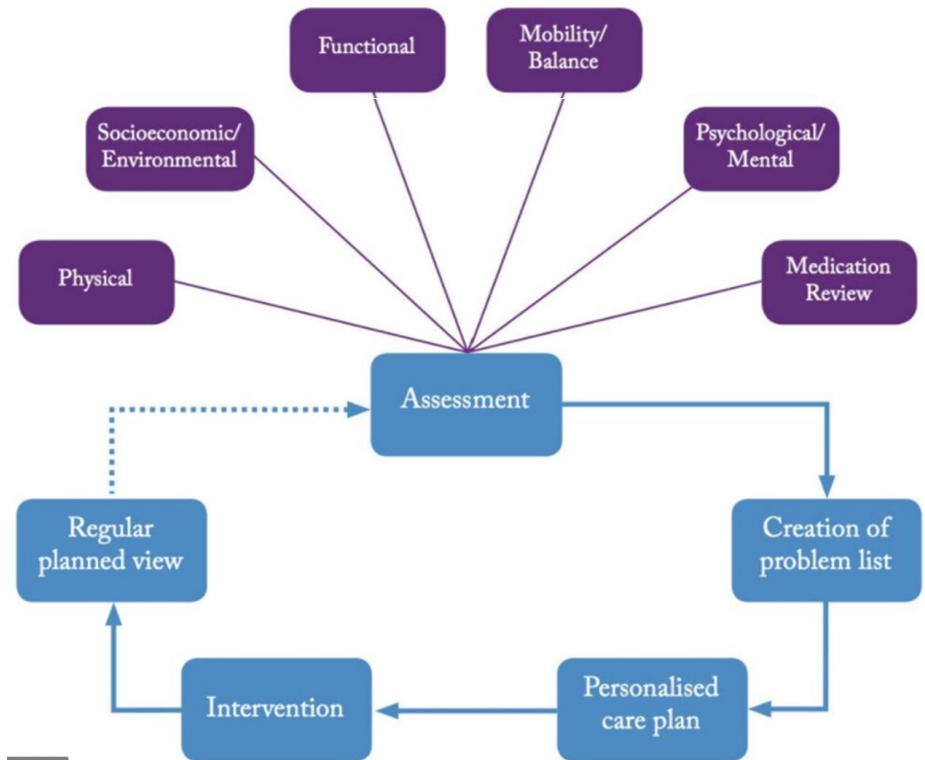 Functional
Mobility/
Balance
Socioeconomic/
Environmental
Psychological/
Mental
Physical
Medication
Review
Assessment
Regular
planned view
Creation of
problem list
Intervention
Personalised
care plan